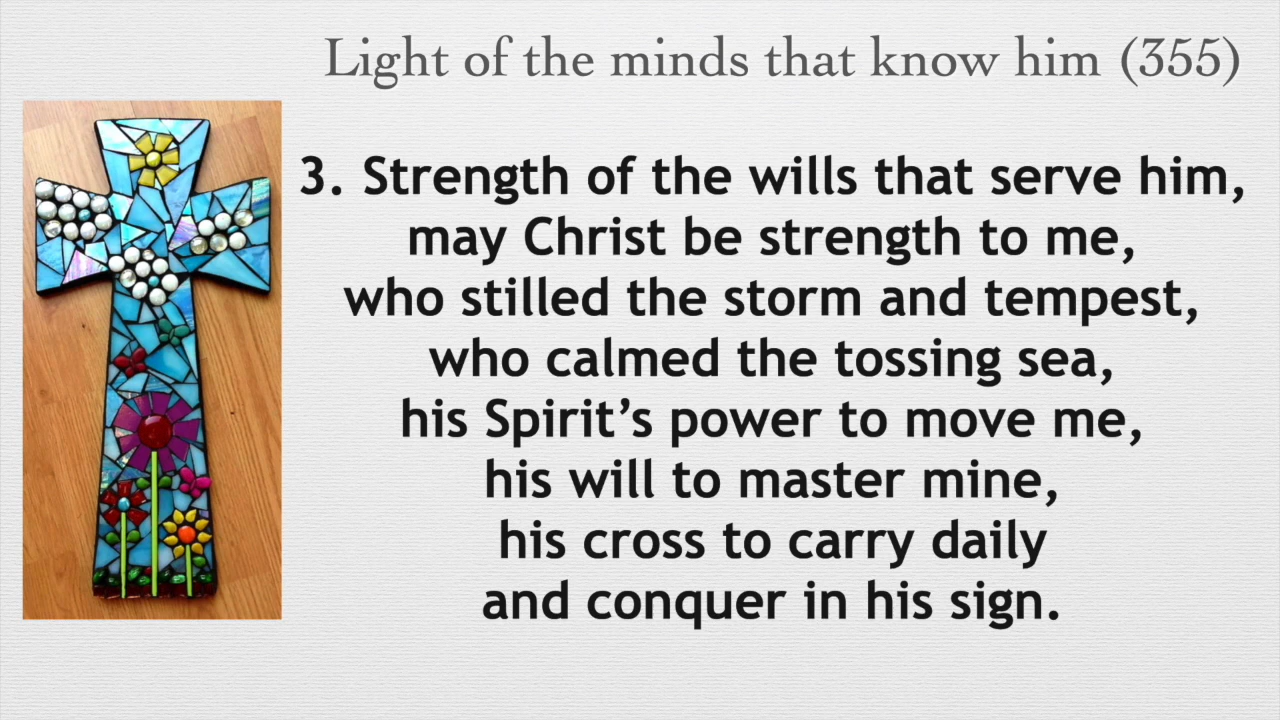 Light of the minds that know him (355)
3. Strength of the wills that serve him,
may Christ be strength to me,
who stilled the storm and tempest,
who calmed the tossing sea,
his Spirit’s power to move me,
his will to master mine,
his cross to carry daily
and conquer in his sign.